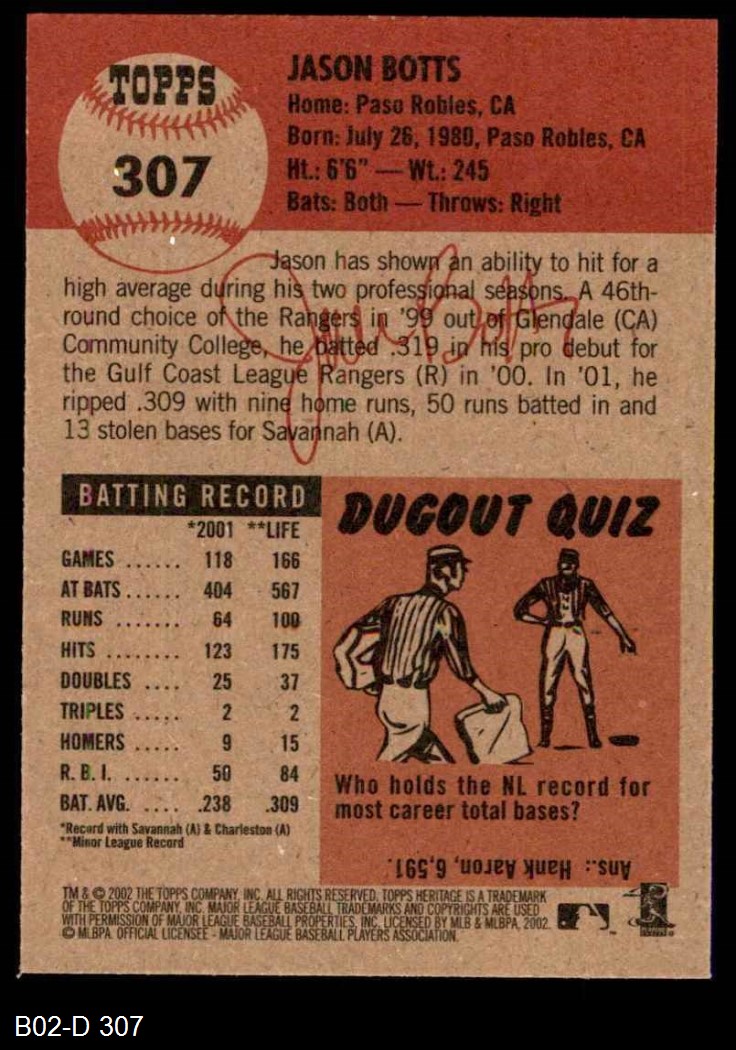 TOPPS
307
JASON BOTTS
Home: Paso Robles, CA
Born: July 26, 1980, Paso Robles, CA
Ht.: 6'6" — Wt.: 245
Bats: Both — Throws: Right
Jason has shown an ability to hit for a
high average during his two professional seasons. A 46th-
round choice of the Rangers in '99 out of Glendale (CA)
Community College, he batted .319 in his pro debut for
the Gulf Coast League Rangers (R) in '00. In '01, he
ripped .309 with nine home runs, 50 runs batted in and
13 stolen bases for Savannah (A).
BATTING RECORD
*2001 **LIFE
GAMES ...... 118 166
AT BATS ...... 404 567
RUNS ....... 64 100
HITS ........ 123 175
DOUBLES .... 25 37
TRIPLES ..... 2 2
HOMERS ..... 9 15
R. B. I. ...... 50 84
BAT. AVG. .... .238 .309
*Record with Savannah (A) & Charleston (A)
**Minor League Record
DUGOUT QUIZ
Who holds the NL record for
most career total bases?
Ans.: Hank Aaron, 6,591.
TM & © 2002 THE TOPPS COMPANY, INC. ALL RIGHTS RESERVED. TOPPS HERITAGE IS A TRADEMARK
OF THE TOPPS COMPANY, INC. MAJOR LEAGUE BASEBALL TRADEMARKS AND COPYRIGHTS ARE USED
WITH PERMISSION OF MAJOR LEAGUE BASEBALL PROPERTIES, INC. LICENSED BY MLB & MLBPA, 2002.
© MLBPA. OFFICIAL LICENSEE - MAJOR LEAGUE BASEBALL PLAYERS ASSOCIATION.
B02-D 307